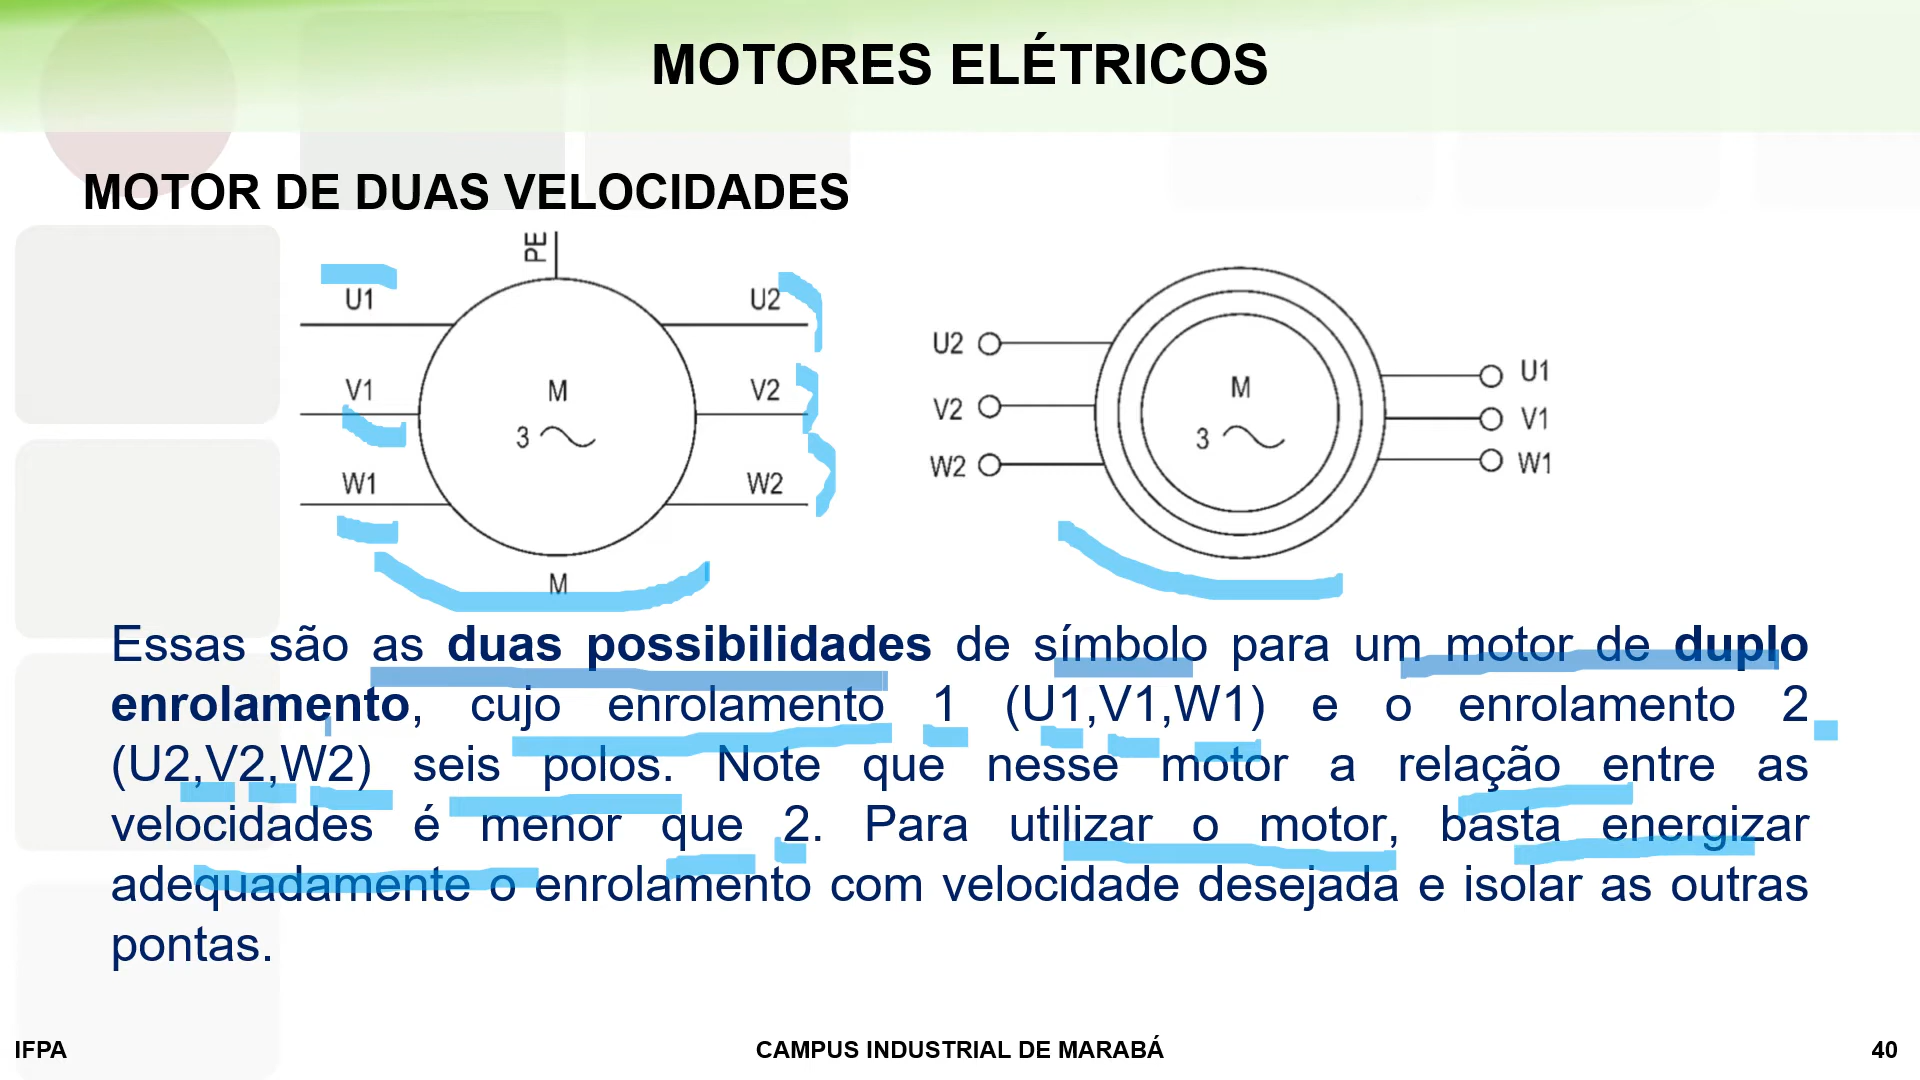 MOTORES ELÉTRICOS
MOTOR DE DUAS VELOCIDADES
PE
U1
U2
V1
M
V2
3
W1
W2
M
U2
V2
W2
M
3
U1
V1
W1
Essas são as duas possibilidades de símbolo para um motor de duplo
enrolamento, cujo enrolamento 1 (U1,V1,W1) e o enrolamento 2
(U2,V2,W2) seis polos. Note que nesse motor a relação entre as
velocidades é menor que 2. Para utilizar o motor, basta energizar
adequadamente o enrolamento com velocidade desejada e isolar as outras
pontas.
IFPA
CAMPUS INDUSTRIAL DE MARABÁ
40